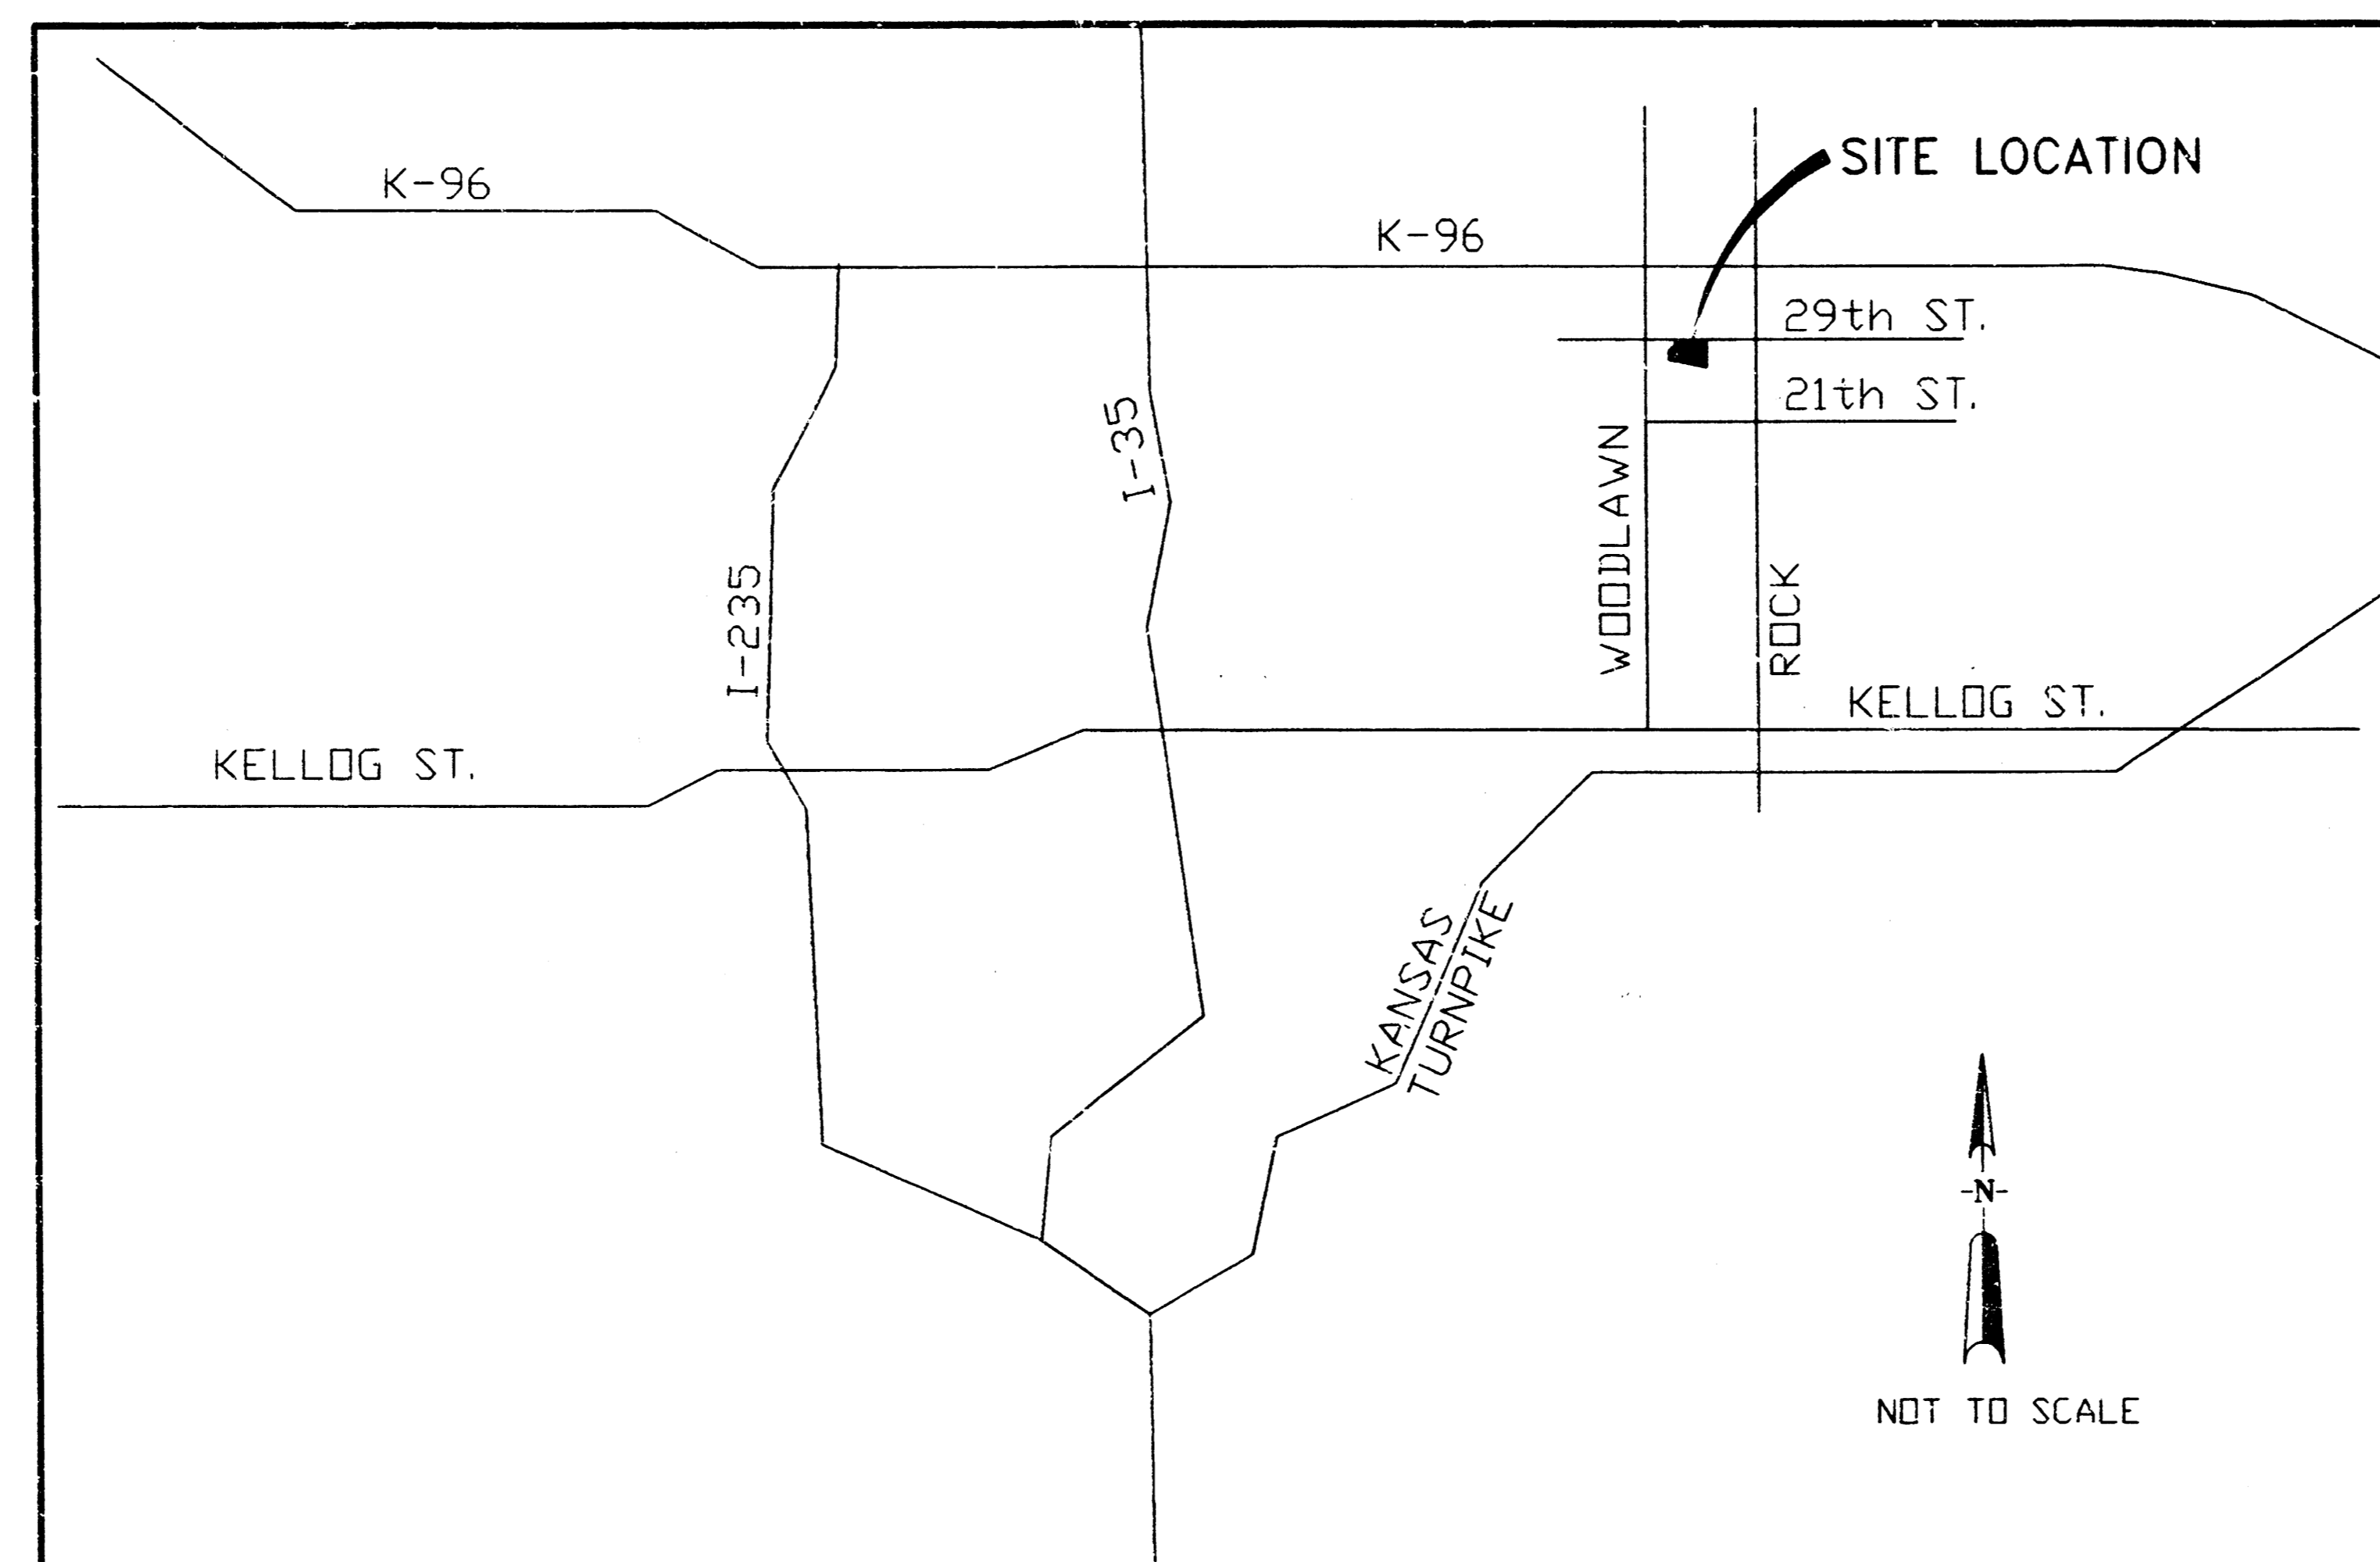 SITE LOCATION
K-96
K-96
29th ST.
21th ST.
I-35
WOODLAWN
I-235
ROCK
KELLOG ST.
KELLOG ST.
KANSAS
TURNPIKE
-N-
NOT TO SCALE